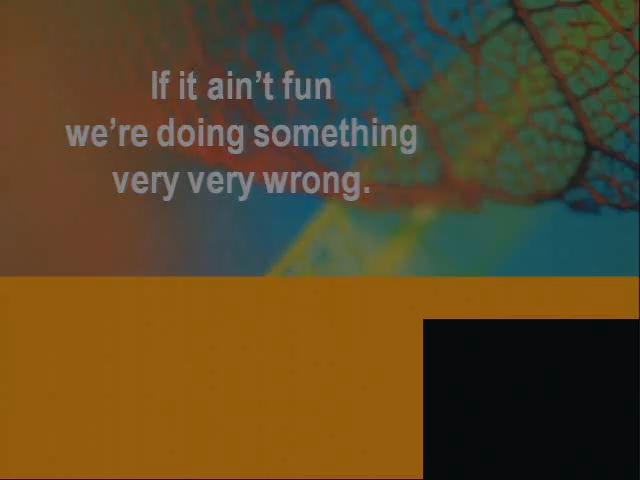 If it ain’t fun
we’re doing something
very very wrong.